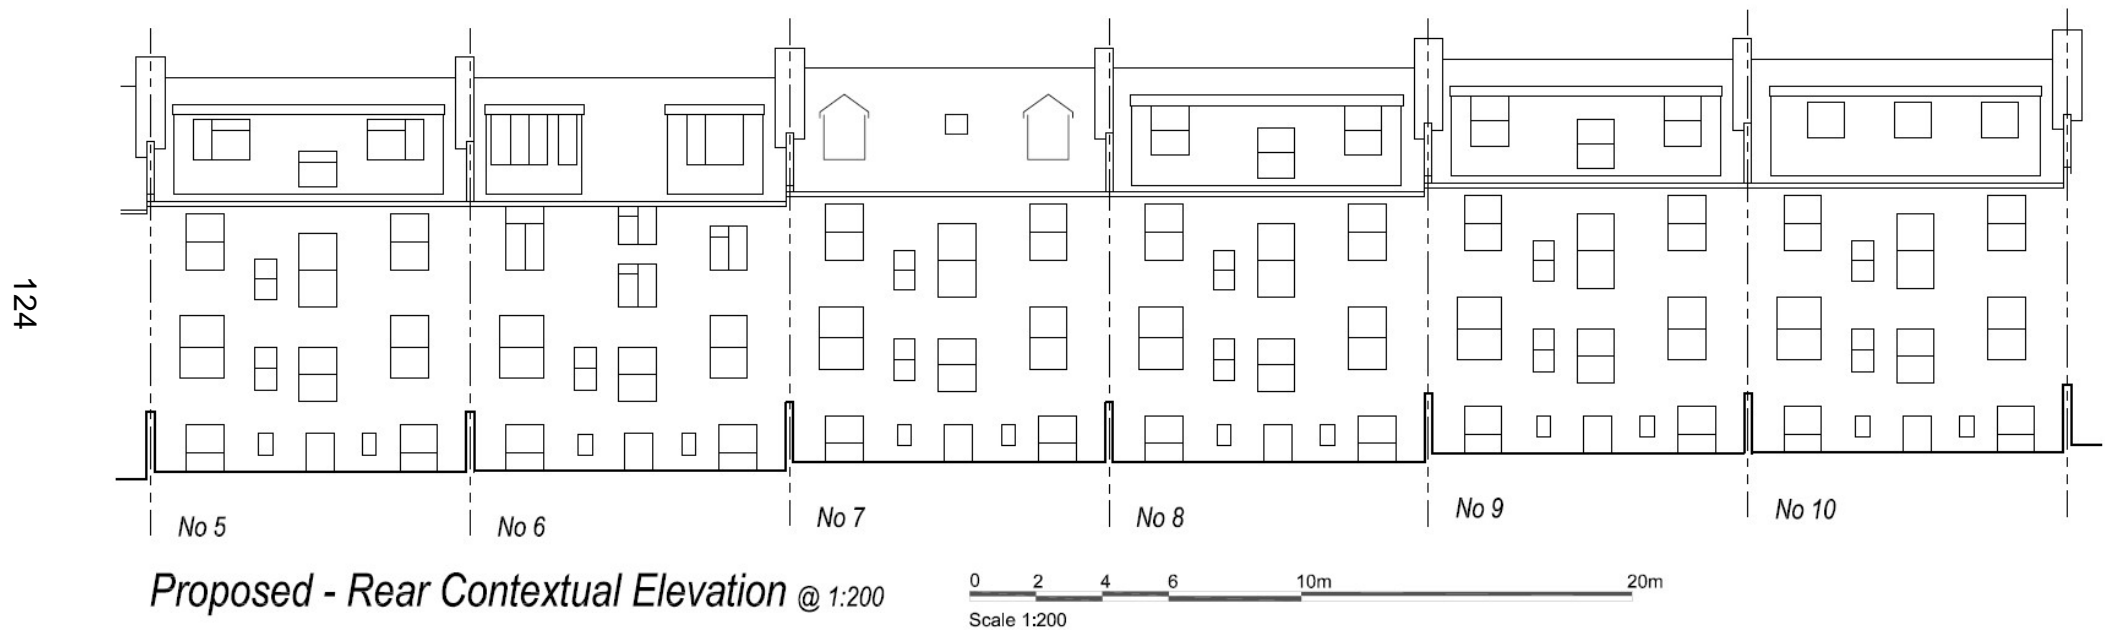 124
No 5
No 6
No 7
No 8
No 9
No 10
Proposed - Rear Contextual Elevation @ 1:200
0 2 4 6 10m 20m
Scale 1:200